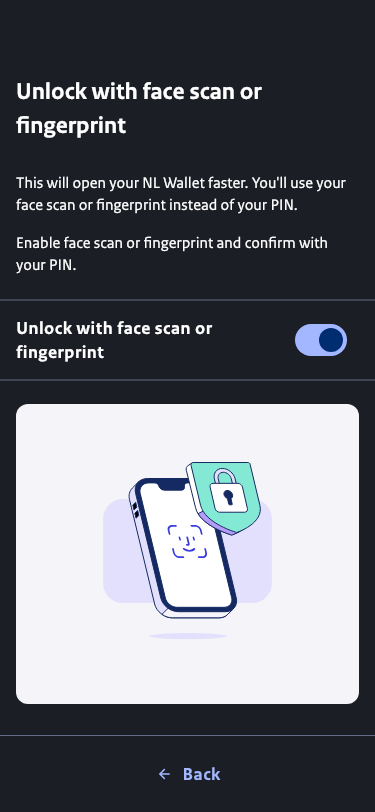 Unlock with face scan or
fingerprint
This will open your NL Wallet faster. You'll use your
face scan or fingerprint instead of your PIN.
Enable face scan or fingerprint and confirm with
your PIN.
Unlock with face scan or
fingerprint
Back